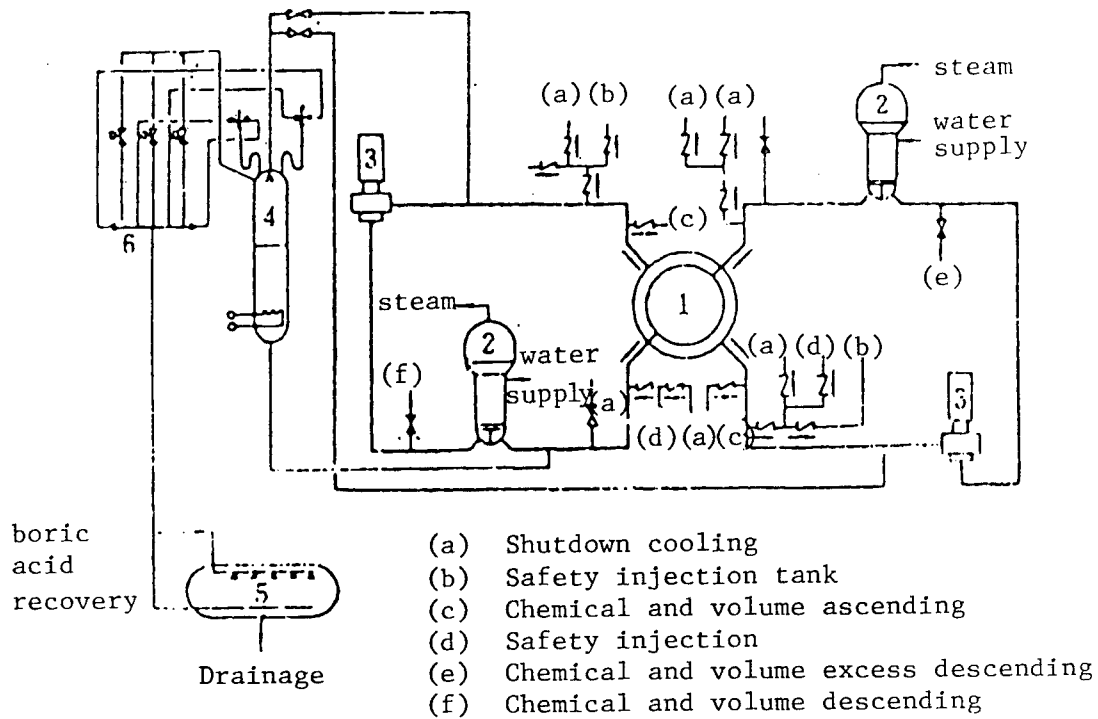 steam
(a) (b) (a) (a)
2
water
supply
3
4
6
(c)
(e)
1
steam
2
water
supply
(f)
(a)
(a) (d) (b)
3
(d) (a) (c)
boric
acid
recovery
5
Drainage
(a) Shutdown cooling
(b) Safety injection tank
(c) Chemical and volume ascending
(d) Safety injection
(e) Chemical and volume excess descending
(f) Chemical and volume descending